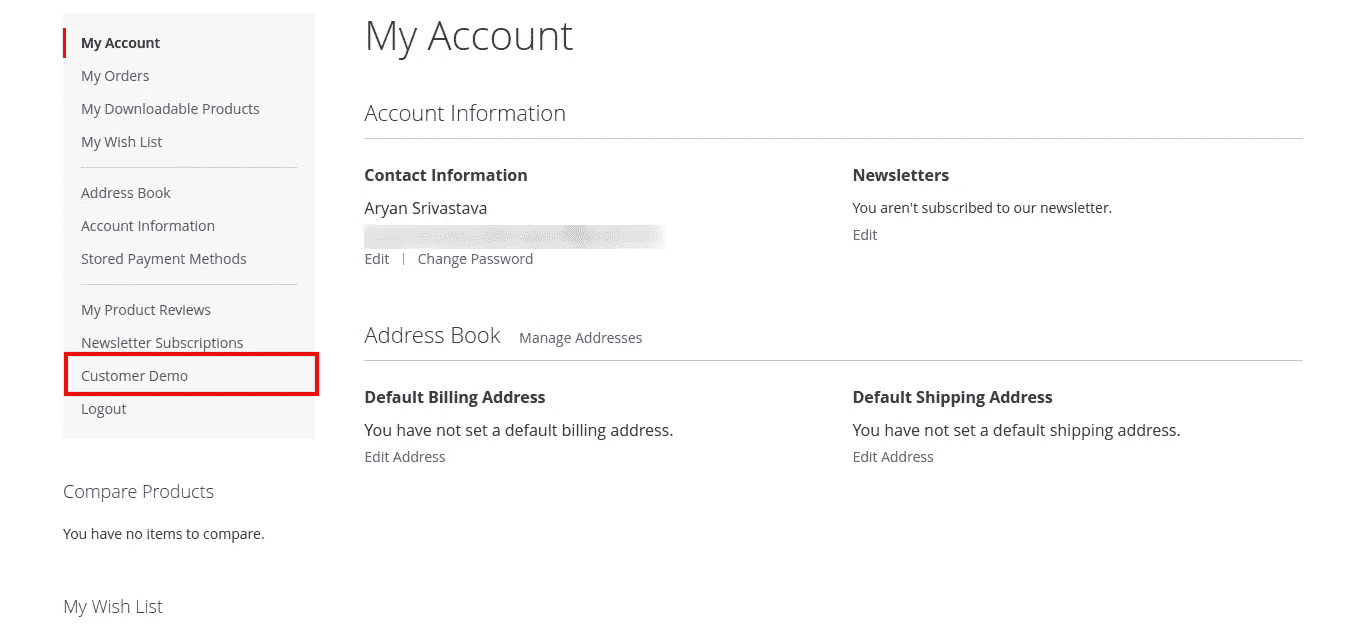 My Account
My Orders
My Downloadable Products
My Wish List
Address Book
Account Information
Stored Payment Methods
My Product Reviews
Newsletter Subscriptions
Customer Demo
Logout
Compare Products
You have no items to compare.
My Wish List
My Account
Account Information
Contact Information
Aryan Srivastava
Edit | Change Password
Newsletters
You aren't subscribed to our newsletter.
Edit
Address Book Manage Addresses
Default Billing Address
You have not set a default billing address.
Edit Address
Default Shipping Address
You have not set a default shipping address.
Edit Address